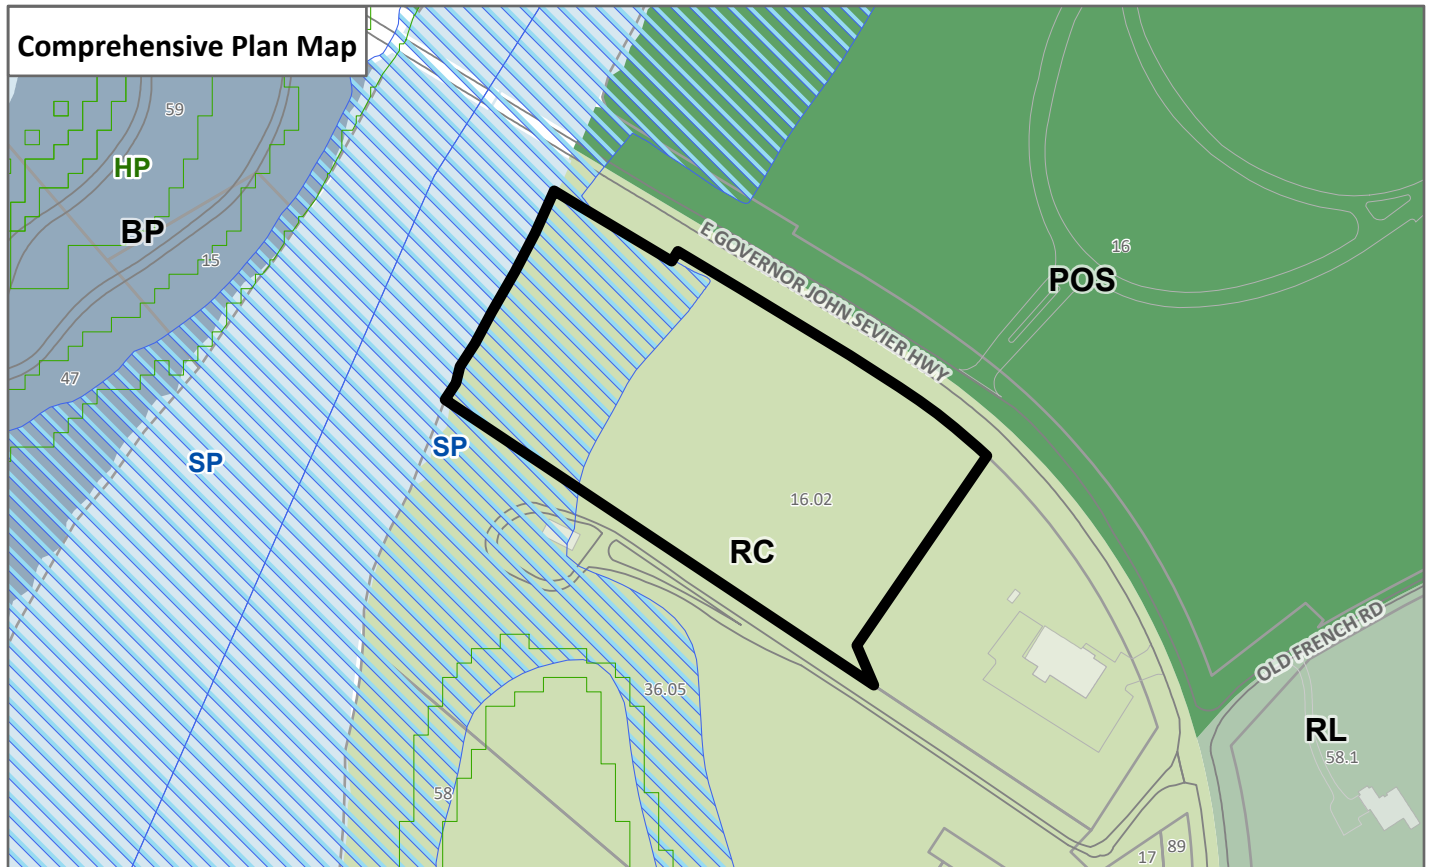 Comprehensive Plan Map
59
HP
BP
15
47
SP
SP
E GOVERNOR JOHN SEVIER HWY
16
POS
16.02
RC
OLD FRENCH RD
RL
58.1
36.05
58
17
89